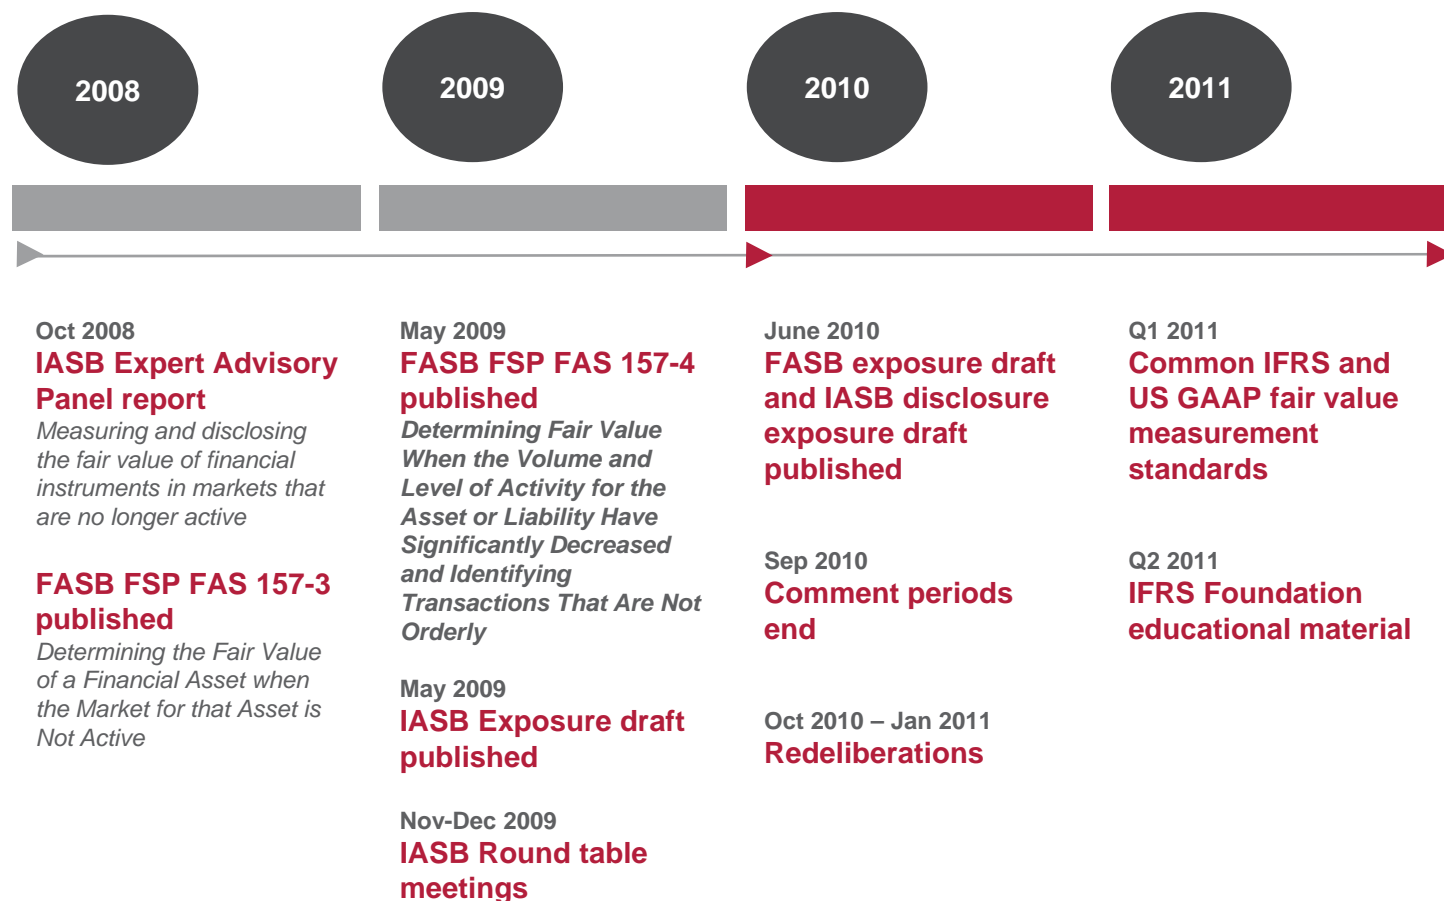 2008
2009
2010
2011
Oct 2008
IASB Expert Advisory
Panel report
Measuring and disclosing
the fair value of financial
instruments in markets that
are no longer active
FASB FSP FAS 157-3
published
Determining the Fair Value
of a Financial Asset when
the Market for that Asset is
Not Active
May 2009
FASB FSP FAS 157-4
published
Determining Fair Value
When the Volume and
Level of Activity for the
Asset or Liability Have
Significantly Decreased
and Identifying
Transactions That Are Not
Orderly
May 2009
IASB Exposure draft
published
Nov-Dec 2009
IASB Round table
meetings
June 2010
FASB exposure draft
and IASB disclosure
exposure draft
published
Sep 2010
Comment periods
end
Oct 2010 – Jan 2011
Redeliberations
Q1 2011
Common IFRS and
US GAAP fair value
measurement
standards
Q2 2011
IFRS Foundation
educational material